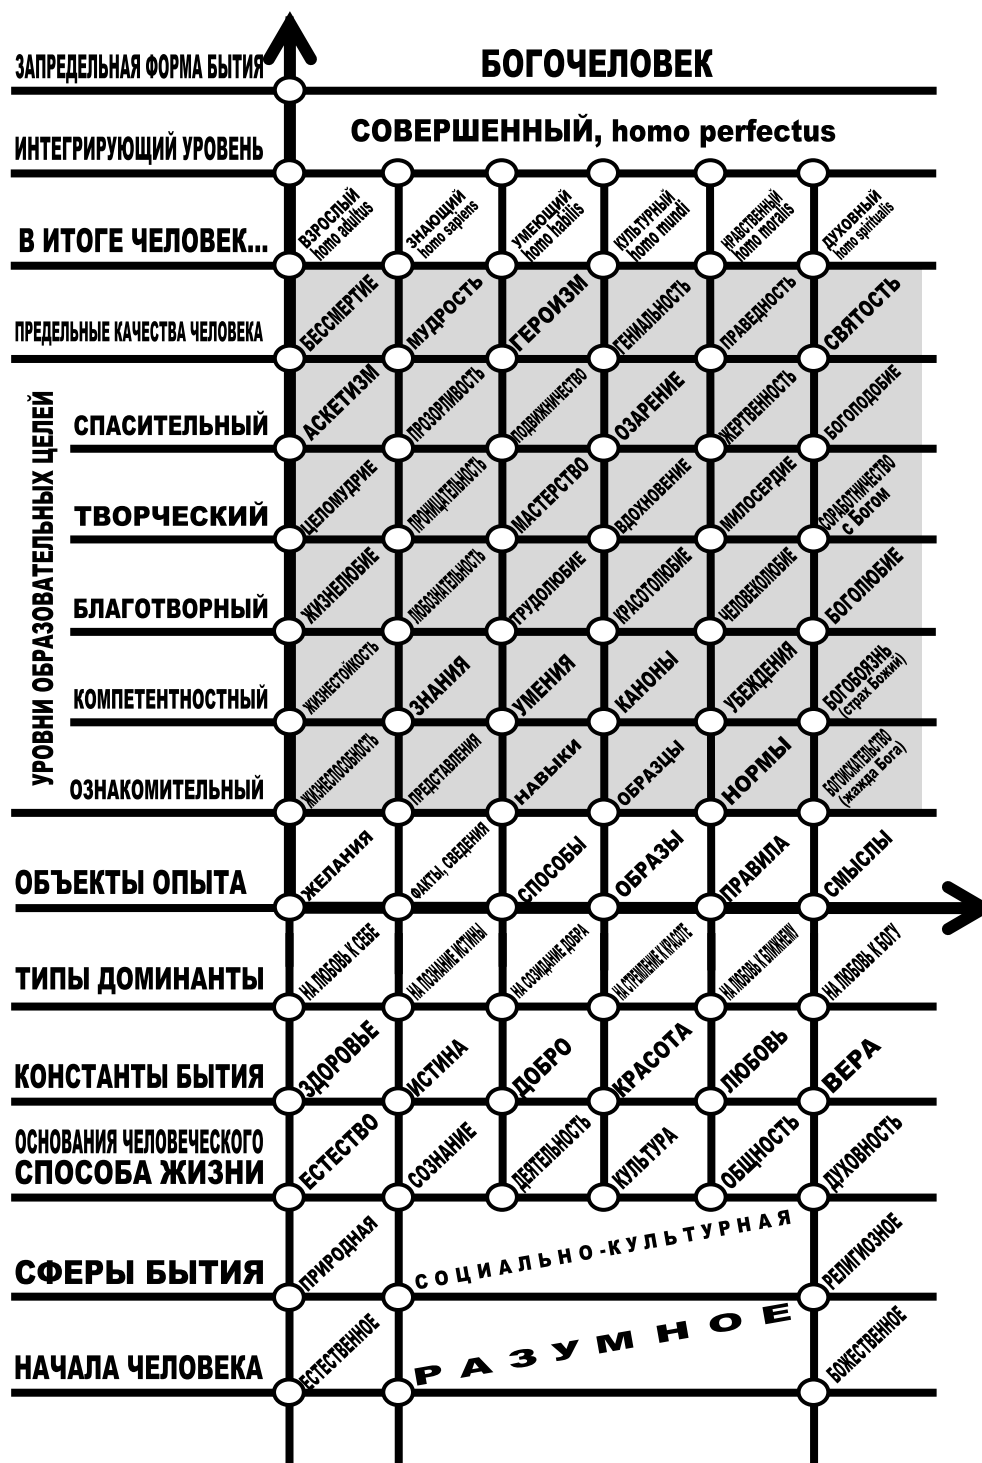 ЗАПРЕДЕЛЬНАЯ ФОРМА БЫТИЯ
БОГОЧЕЛОВЕК
ИНТЕГРИРУЮЩИЙ УРОВЕНЬ
СОВЕРШЕННЫЙ, homo perfectus
В ИТОГЕ ЧЕЛОВЕК...
ВЗРОСЛЫЙ
homo adultus
ЗНАЮЩИЙ
homo sapiens
УМЕЮЩИЙ
homo habilis
КУЛЬТУРНЫЙ
homo mundi
НРАВСТВЕННЫЙ
homo moralis
ДУХОВНЫЙ
homo spiritualis
ПРЕДЕЛЬНЫЕ КАЧЕСТВА ЧЕЛОВЕКА
БЕССМЕРТИЕ
МУДРОСТЬ
ГЕРОИЗМ
ГЕНИАЛЬНОСТЬ
ПРАВЕДНОСТЬ
СВЯТОСТЬ
УРОВНИ ОБРАЗОВАТЕЛЬНЫХ ЦЕЛЕЙ
СПАСИТЕЛЬНЫЙ
АСКЕТИЗМ
ПРОЗОРЛИВОСТЬ
ПОДВИЖНИЧЕСТВО
ОЗАРЕНИЕ
ЖЕРТВЕННОСТЬ
БОГОПОДОБИЕ
ТВОРЧЕСКИЙ
ЦЕЛОМУДРИЕ
ПРОНИЦАТЕЛЬНОСТЬ
МАСТЕРСТВО
ВДОХНОВЕНИЕ
МИЛОСЕРДИЕ
СОРАБОТНИЧЕСТВО
с Богом
БЛАГОТВОРНЫЙ
ЖИЗНЕЛЮБИЕ
ЛЮБОЗНАТЕЛЬНОСТЬ
ТРУДОЛЮБИЕ
КРАСОТОЛЮБИЕ
ЧЕЛОВЕКОЛЮБИЕ
БОГОЛЮБИЕ
КОМПЕТЕНТНОСТНЫЙ
ЖИЗНЕСТОЙКОСТЬ
ЗНАНИЯ
УМЕНИЯ
КАНОНЫ
УБЕЖДЕНИЯ
БОГОБОЯЗНЬ
(страх Божий)
ОЗНАКОМИТЕЛЬНЫЙ
ЖИЗНЕСПОСОБНОСТЬ
ПРЕДСТАВЛЕНИЯ
НАВЫКИ
ОБРАЗЦЫ
НОРМЫ
БОГОИСКАТЕЛЬСТВО
(жажда Бога)
ОБЪЕКТЫ ОПЫТА
ЖЕЛАНИЯ
ФАКТЫ, СВЕДЕНИЯ
СПОСОБЫ
ОБРАЗЫ
ПРАВИЛА
СМЫСЛЫ
ТИПЫ ДОМИНАНТЫ
НА ЛЮБОВЬ К СЕБЕ
НА ПОЗНАНИЕ ИСТИНЫ
НА СОЗИДАНИЕ ДОБРА
НА СТРЕМЛЕНИЕ К КРАСОТЕ
НА ЛЮБОВЬ К БЛИЖНЕМУ
НА ЛЮБОВЬ К БОГУ
КОНСТАНТЫ БЫТИЯ
ЗДОРОВЬЕ
ИСТИНА
ДОБРО
КРАСОТА
ЛЮБОВЬ
ВЕРА
ОСНОВАНИЯ ЧЕЛОВЕЧЕСКОГО
СПОСОБА ЖИЗНИ
ЕСТЕСТВО
СОЗНАНИЕ
ДЕЯТЕЛЬНОСТЬ
КУЛЬТУРА
ОБЩНОСТЬ
ДУХОВНОСТЬ
СФЕРЫ БЫТИЯ
ПРИРОДНАЯ
СОЦИАЛЬНО-КУЛЬТУРНАЯ
РЕЛИГИОЗНОЕ
НАЧАЛА ЧЕЛОВЕКА
ЕСТЕСТВЕННОЕ
РАЗУМНОЕ
БОЖЕСТВЕННОЕ